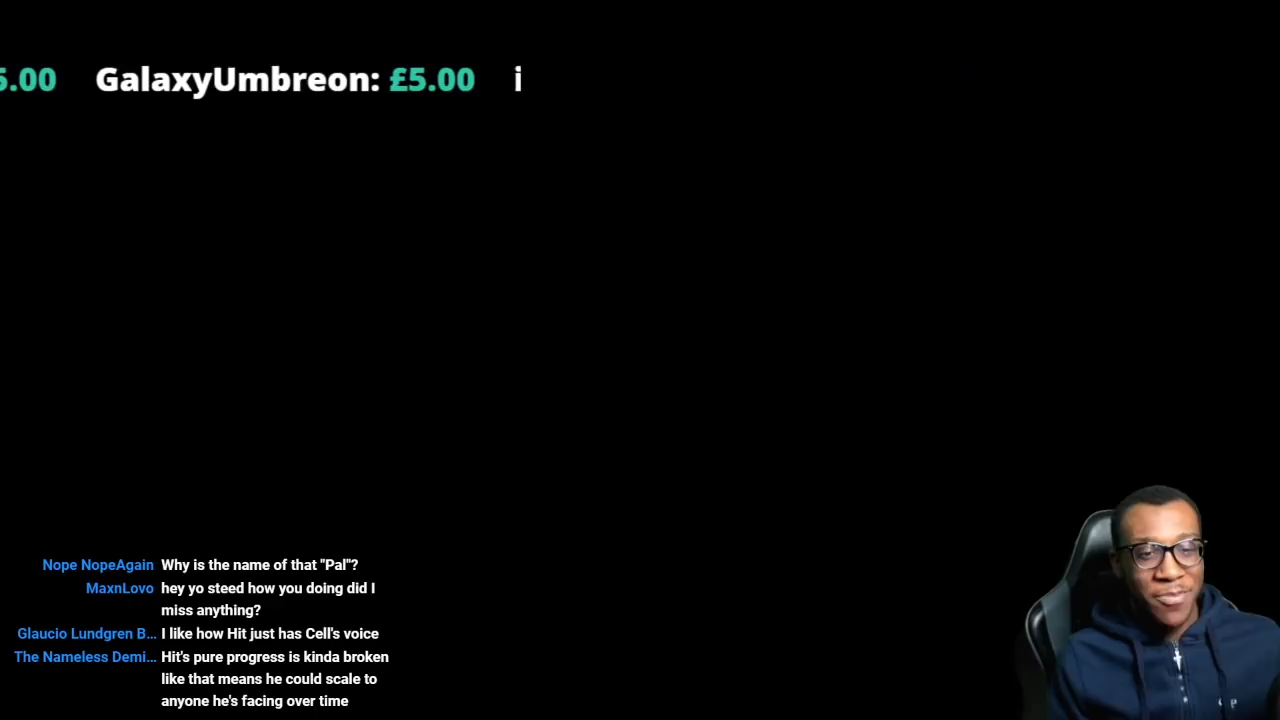 5.00 GalaxyUmbreon: £5.00 i
Nope NopeAgain Why is the name of that "Pal"?
MaxnLovo hey yo steed how you doing did I
miss anything?
Glaucio Lundgren B... I like how Hit just has Cell's voice
The Nameless Demi... Hit's pure progress is kinda broken
like that means he could scale to
anyone he's facing over time